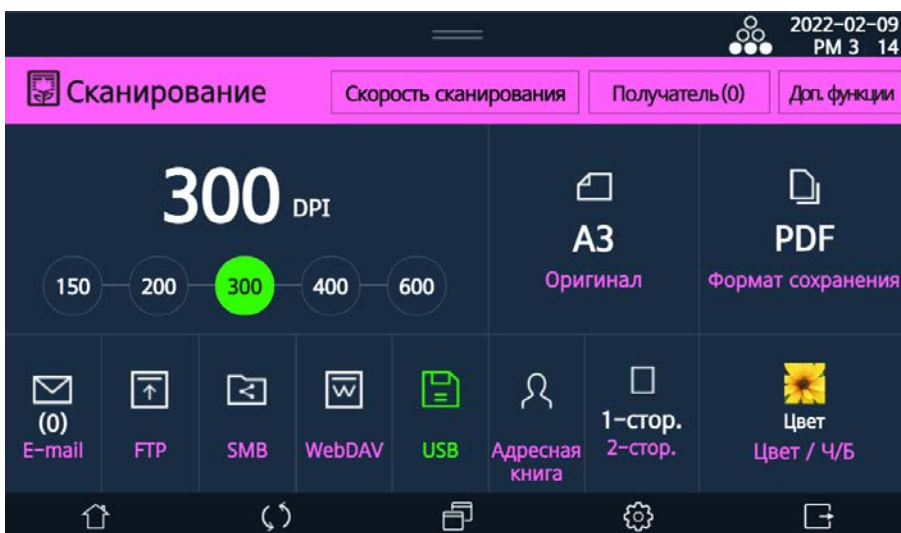 2022-02-09
PM 3 14
Сканирование
Скорость сканирования
Получатель (0)
Доп. функции
300 DPI
150
200
300
400
600
A3
Оригинал
PDF
Формат сохранения
(0)
E-mail
FTP
SMB
WebDAV
USB
Адресная
книга
1-стор.
2-стор.
Цвет
Цвет / Ч/Б